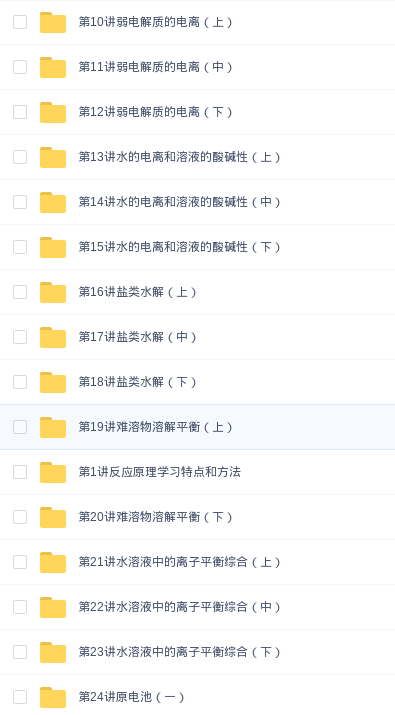 第10讲弱电解质的电离（上）
第11讲弱电解质的电离（中）
第12讲弱电解质的电离（下）
第13讲水的电离和溶液的酸碱性（上）
第14讲水的电离和溶液的酸碱性（中）
第15讲水的电离和溶液的酸碱性（下）
第16讲盐类水解（上）
第17讲盐类水解（中）
第18讲盐类水解（下）
第19讲难溶物溶解平衡（上）
第1讲反应原理学习特点和方法
第20讲难溶物溶解平衡（下）
第21讲水溶液中的离子平衡综合（上）
第22讲水溶液中的离子平衡综合（中）
第23讲水溶液中的离子平衡综合（下）
第24讲原电池（一）